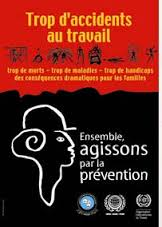 Trop d'accidents
au travail
trop de morts - trop de maladies - trop de handicaps
des conséquences dramatiques pour les familles
Ensemble,
agissons
par la
prévention